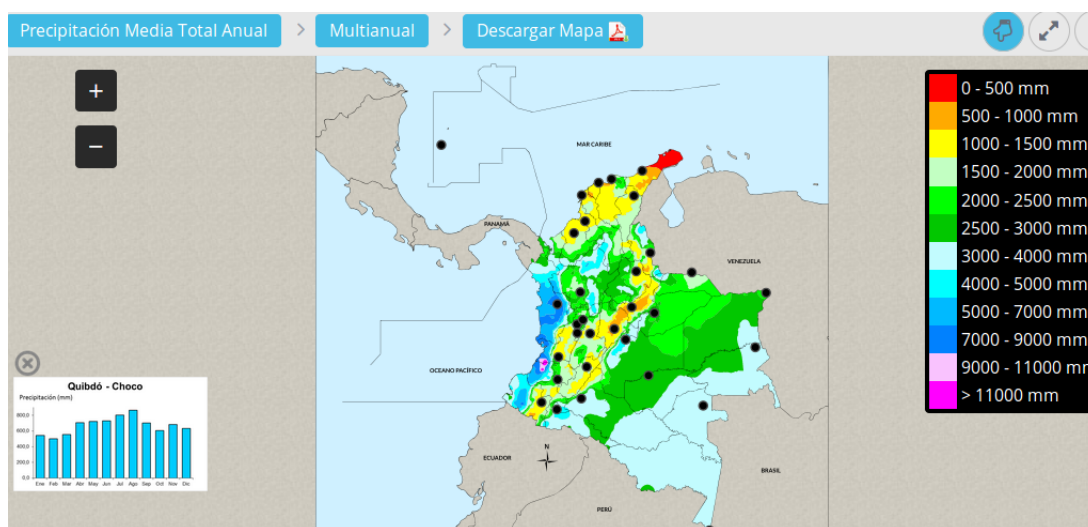 Precipitación Media Total Anual > Multianual > Descargar Mapa
+
−
MAR CARIBE
PANAMÁ
VENEZUELA
OCEANO PACÍFICO
N
ECUADOR
BRASIL
PERÚ
0 - 500 mm
500 - 1000 mm
1000 - 1500 mm
1500 - 2000 mm
2000 - 2500 mm
2500 - 3000 mm
3000 - 4000 mm
4000 - 5000 mm
5000 - 7000 mm
7000 - 9000 mm
9000 - 11000 mm
> 11000 mm
Quibdó - Choco
Precipitación (mm)
800,0
600,0
400,0
200,0
0.0
Ene Feb Mar Abr May Jun Jul Ago Sep Oct Nov Dic